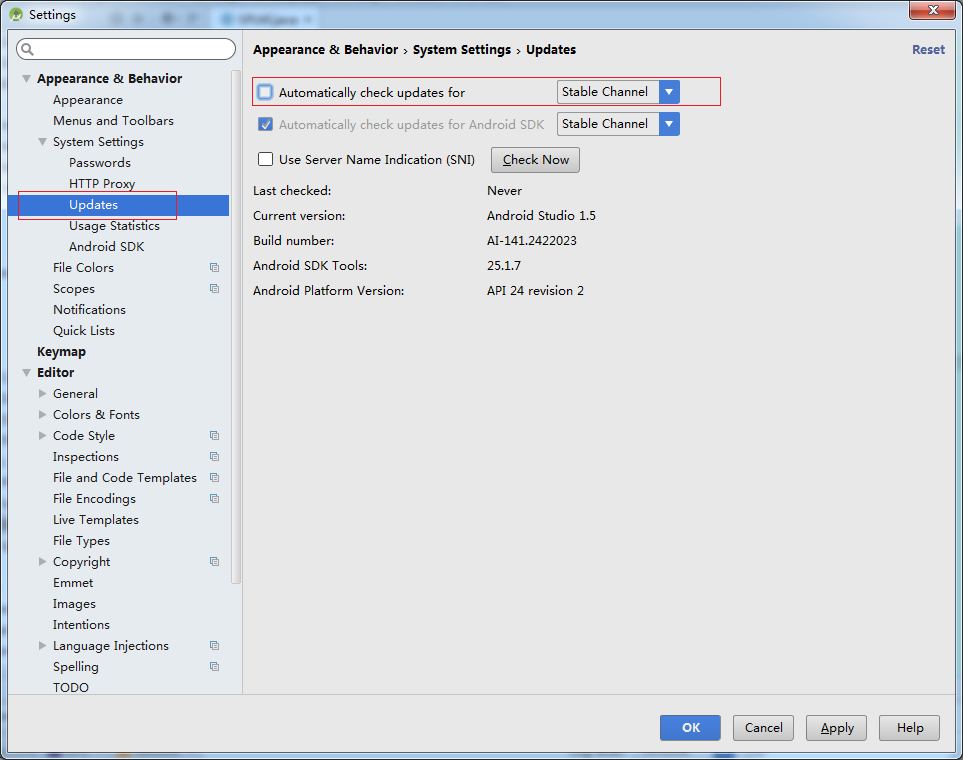 Settings
Appearance & Behavior › System Settings › Updates
Reset
Appearance & Behavior
Appearance
Menus and Toolbars
System Settings
Passwords
HTTP Proxy
Updates
Usage Statistics
Android SDK
File Colors
Scopes
Notifications
Quick Lists
Keymap
Editor
General
Colors & Fonts
Code Style
Inspections
File and Code Templates
File Encodings
Live Templates
File Types
Copyright
Emmet
Images
Intentions
Language Injections
Spelling
TODO
Automatically check updates for Stable Channel
Automatically check updates for Android SDK Stable Channel
Use Server Name Indication (SNI) Check Now
Last checked: Never
Current version: Android Studio 1.5
Build number: AI-141.2422023
Android SDK Tools: 25.1.7
Android Platform Version: API 24 revision 2
OK Cancel Apply Help